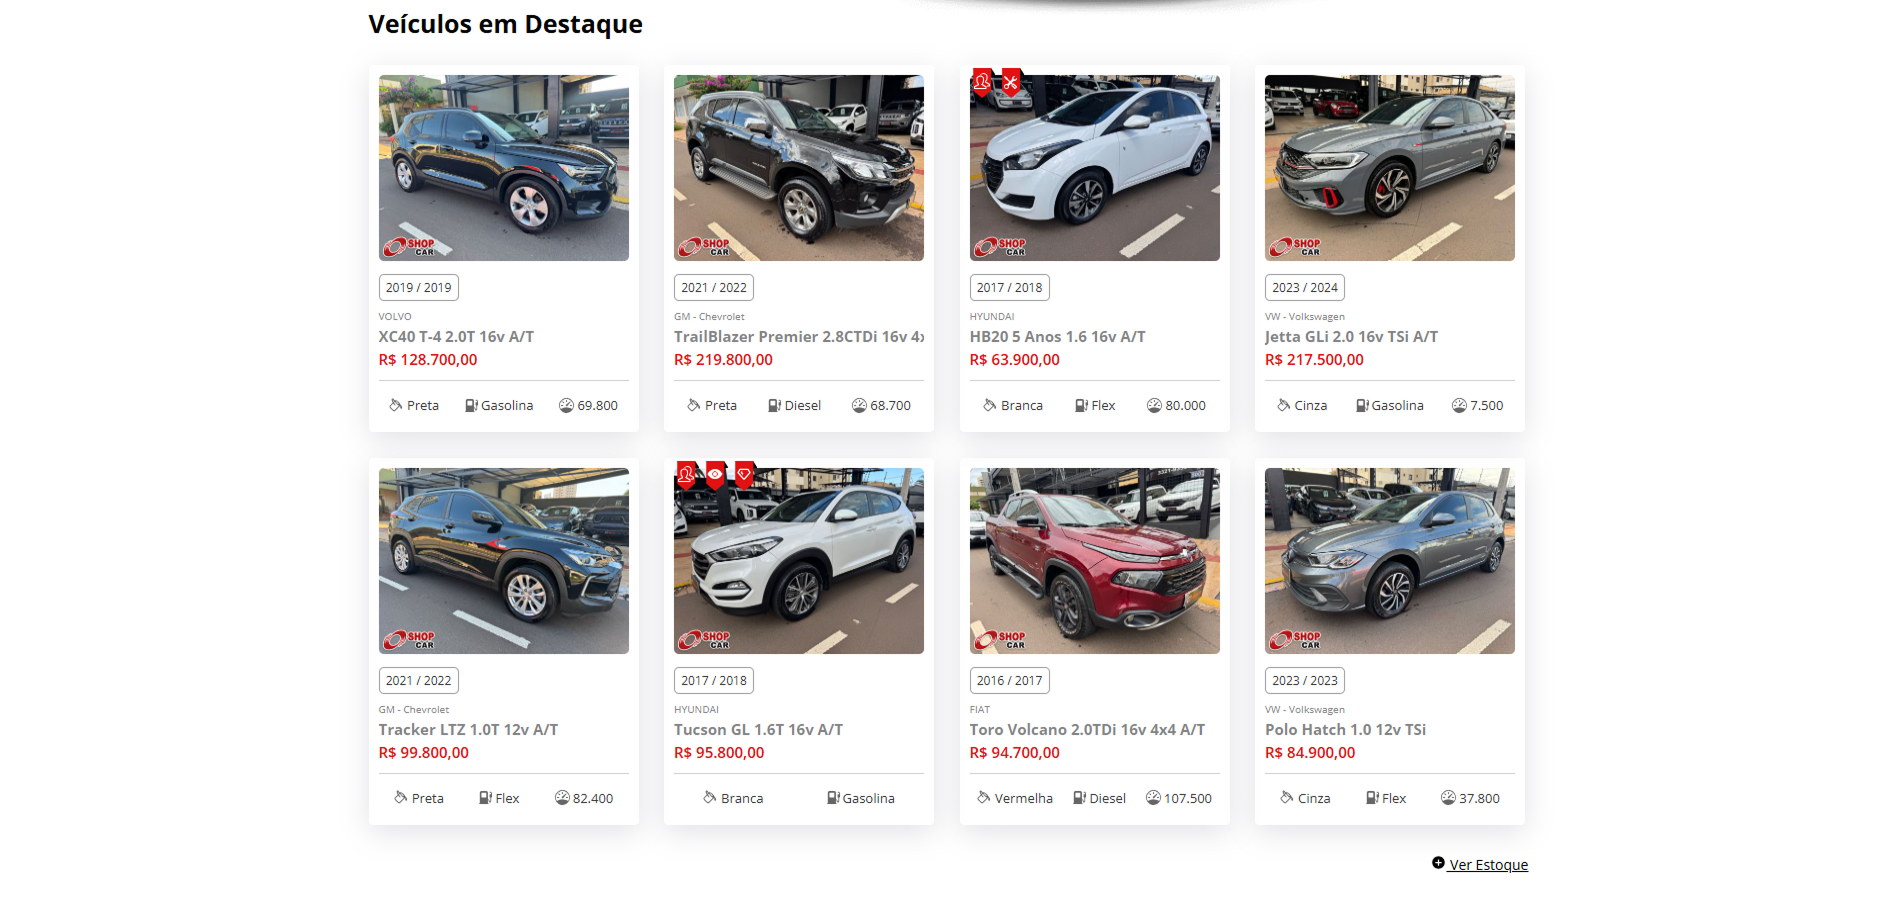 Veículos em Destaque
SHOP
CAR
SHOP
CAR
SHOP
CAR
SHOP
CAR
2019 / 2019
2021 / 2022
2017 / 2018
2023 / 2024
VOLVO
GM - Chevrolet
HYUNDAI
VW - Volkswagen
XC40 T-4 2.0T 16v A/T
TrailBlazer Premier 2.8CTDi 16v 4x
HB20 5 Anos 1.6 16v A/T
Jetta GLi 2.0 16v TSi A/T
R$ 128.700,00
R$ 219.800,00
R$ 63.900,00
R$ 217.500,00
Preta Gasolina 69.800
Preta Diesel 68.700
Branca Flex 80.000
Cinza Gasolina 7.500
SHOP
CAR
SHOP
CAR
SHOP
CAR
SHOP
CAR
2021 / 2022
2017 / 2018
2016 / 2017
2023 / 2023
GM - Chevrolet
HYUNDAI
FIAT
VW - Volkswagen
Tracker LTZ 1.0T 12v A/T
Tucson GL 1.6T 16v A/T
Toro Volcano 2.0TDi 16v 4x4 A/T
Polo Hatch 1.0 12v TSi
R$ 99.800,00
R$ 95.800,00
R$ 94.700,00
R$ 84.900,00
Preta Flex 82.400
Branca Gasolina
Vermelha Diesel 107.500
Cinza Flex 37.800
Ver Estoque